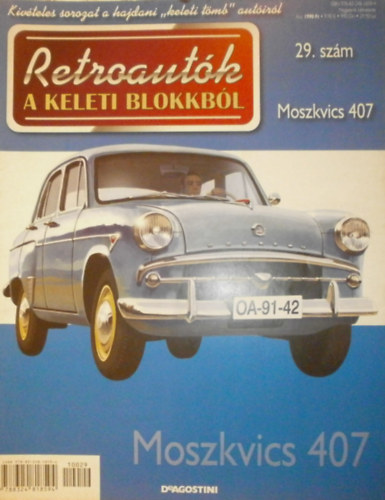 Kivételes sorozat a hajdani „keleti tömb" autóiról
Retroautók
A KELETI BLOKKBÓL
29. szám
Moszkvics 407
OA-91-42
Moszkvics 407
70029
DEAGOSTINI